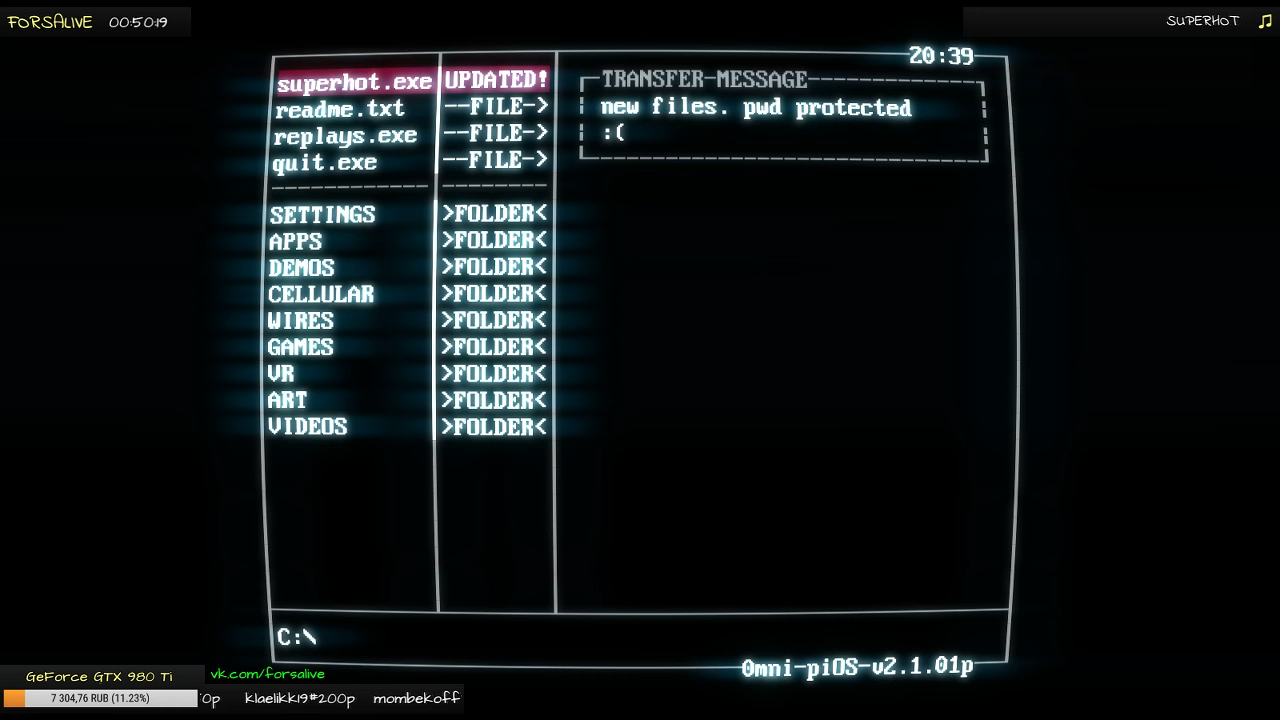 FORSALIVE 00:50:19
SUPERHOT
20:39
superhot.exe UPDATED!
readme.txt --FILE->
replays.exe --FILE->
quit.exe --FILE->
TRANSFER-MESSAGE
new files. pwd protected
:(
SETTINGS >FOLDER<
APPS >FOLDER<
DEMOS >FOLDER<
CELLULAR >FOLDER<
WIRES >FOLDER<
GAMES >FOLDER<
VR >FOLDER<
ART >FOLDER<
VIDEOS >FOLDER<
C:\
0mni-piOS-v2.1.01p
GeForce GTX 980 Ti
vk.com/forsalive
7 304,76 RUB (11.23%)
0p klaelikk19#200p mombekoff